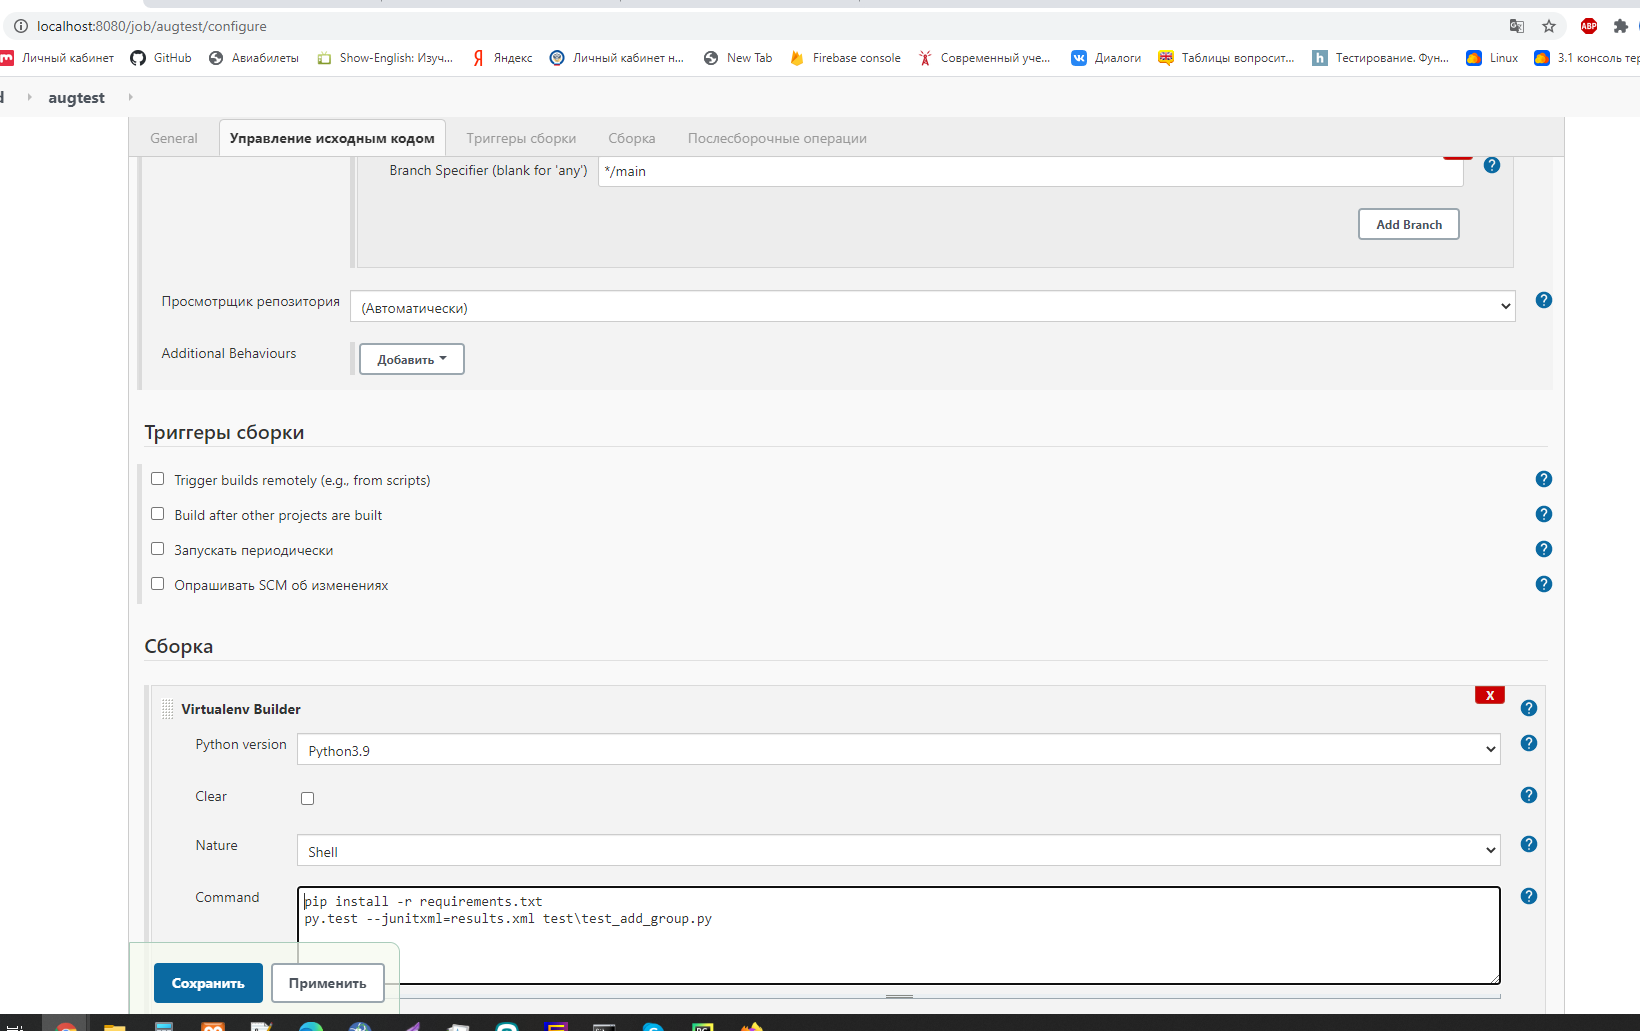 localhost:8080/job/augtest/configure
ABP
Личный кабинет GitHub Авиабилеты Show-English: Изуч... Яндекс Личный кабинет н... New Tab Firebase console Современный уче... Диалоги Таблицы вопросит... Тестирование. Фун... Linux 3.1 консоль тер
d augtest
General Управление исходным кодом Триггеры сборки Сборка Послесборочные операции
Branch Specifier (blank for 'any') */main
Add Branch
Просмотрщик репозитория (Автоматически)
Additional Behaviours Добавить
Триггеры сборки
Trigger builds remotely (e.g., from scripts)
Build after other projects are built
Запускать периодически
Опрашивать SCM об изменениях
Сборка
X
Virtualenv Builder
Python version Python3.9
Clear
Nature Shell
Command pip install -r requirements.txt
py.test --junitxml=results.xml test\test_add_group.py
Сохранить Применить